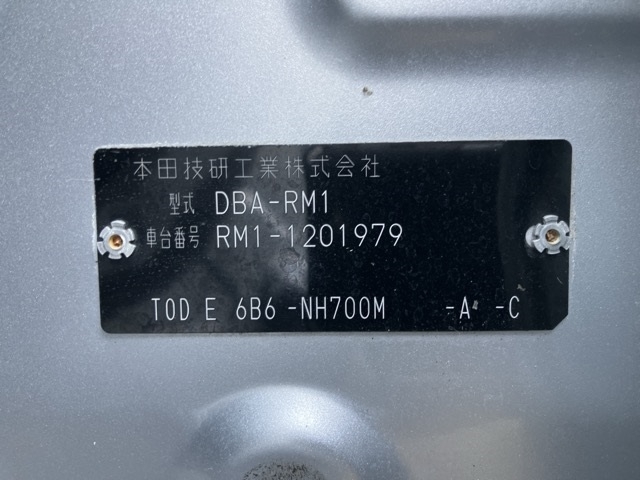 本田技研工業株式会社
型式 DBA-RM1
車台番号 RM1-1201979
TOD E 6B6 -NH700M -A -C